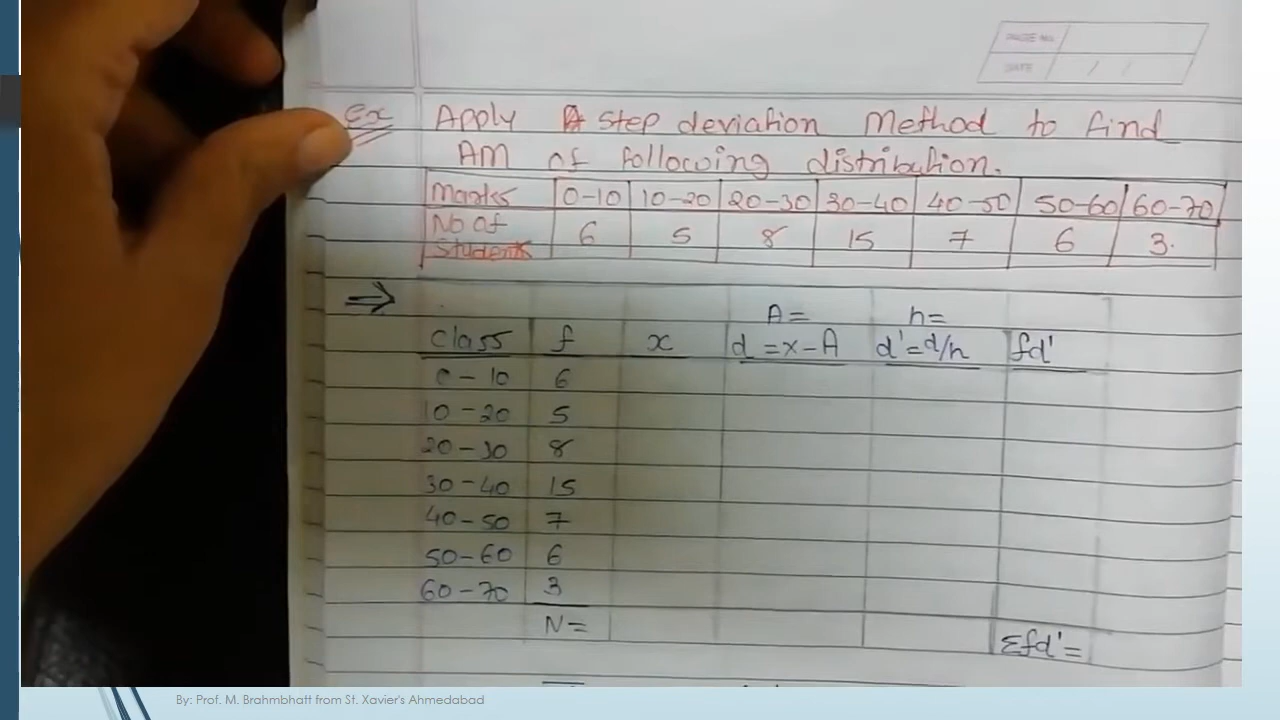 PAGE No.
DATE / /
Ex Apply A step deviation Method to find
AM of following distribution.
Marks 0-10 10-20 20-30 30-40 40-50 50-60 60-70
No of Students 6 5 8 15 7 6 3.
⇒ A= h=
Class f x d=x-A d'=d/h fd'
0-10 6
10-20 5
20-30 8
30-40 15
40-50 7
50-60 6
60-70 3
N= Σfd'=
By: Prof. M. Brahmbhatt from St. Xavier's Ahmedabad